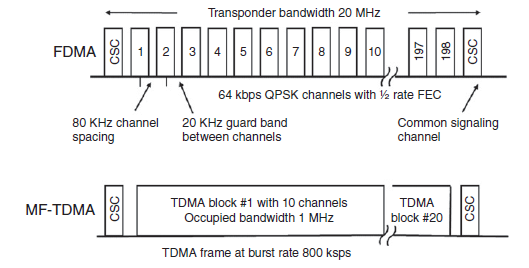 Transponder bandwidth 20 MHz
FDMA
CSC 1 2 3 4 5 6 7 8 9 10 197 198 CSC
64 kbps QPSK channels with ½ rate FEC
80 KHz channel
spacing
20 KHz guard band
between channels
Common signaling
channel
MF-TDMA
CSC
TDMA block #1 with 10 channels
Occupied bandwidth 1 MHz
TDMA
block #20
CSC
TDMA frame at burst rate 800 ksps